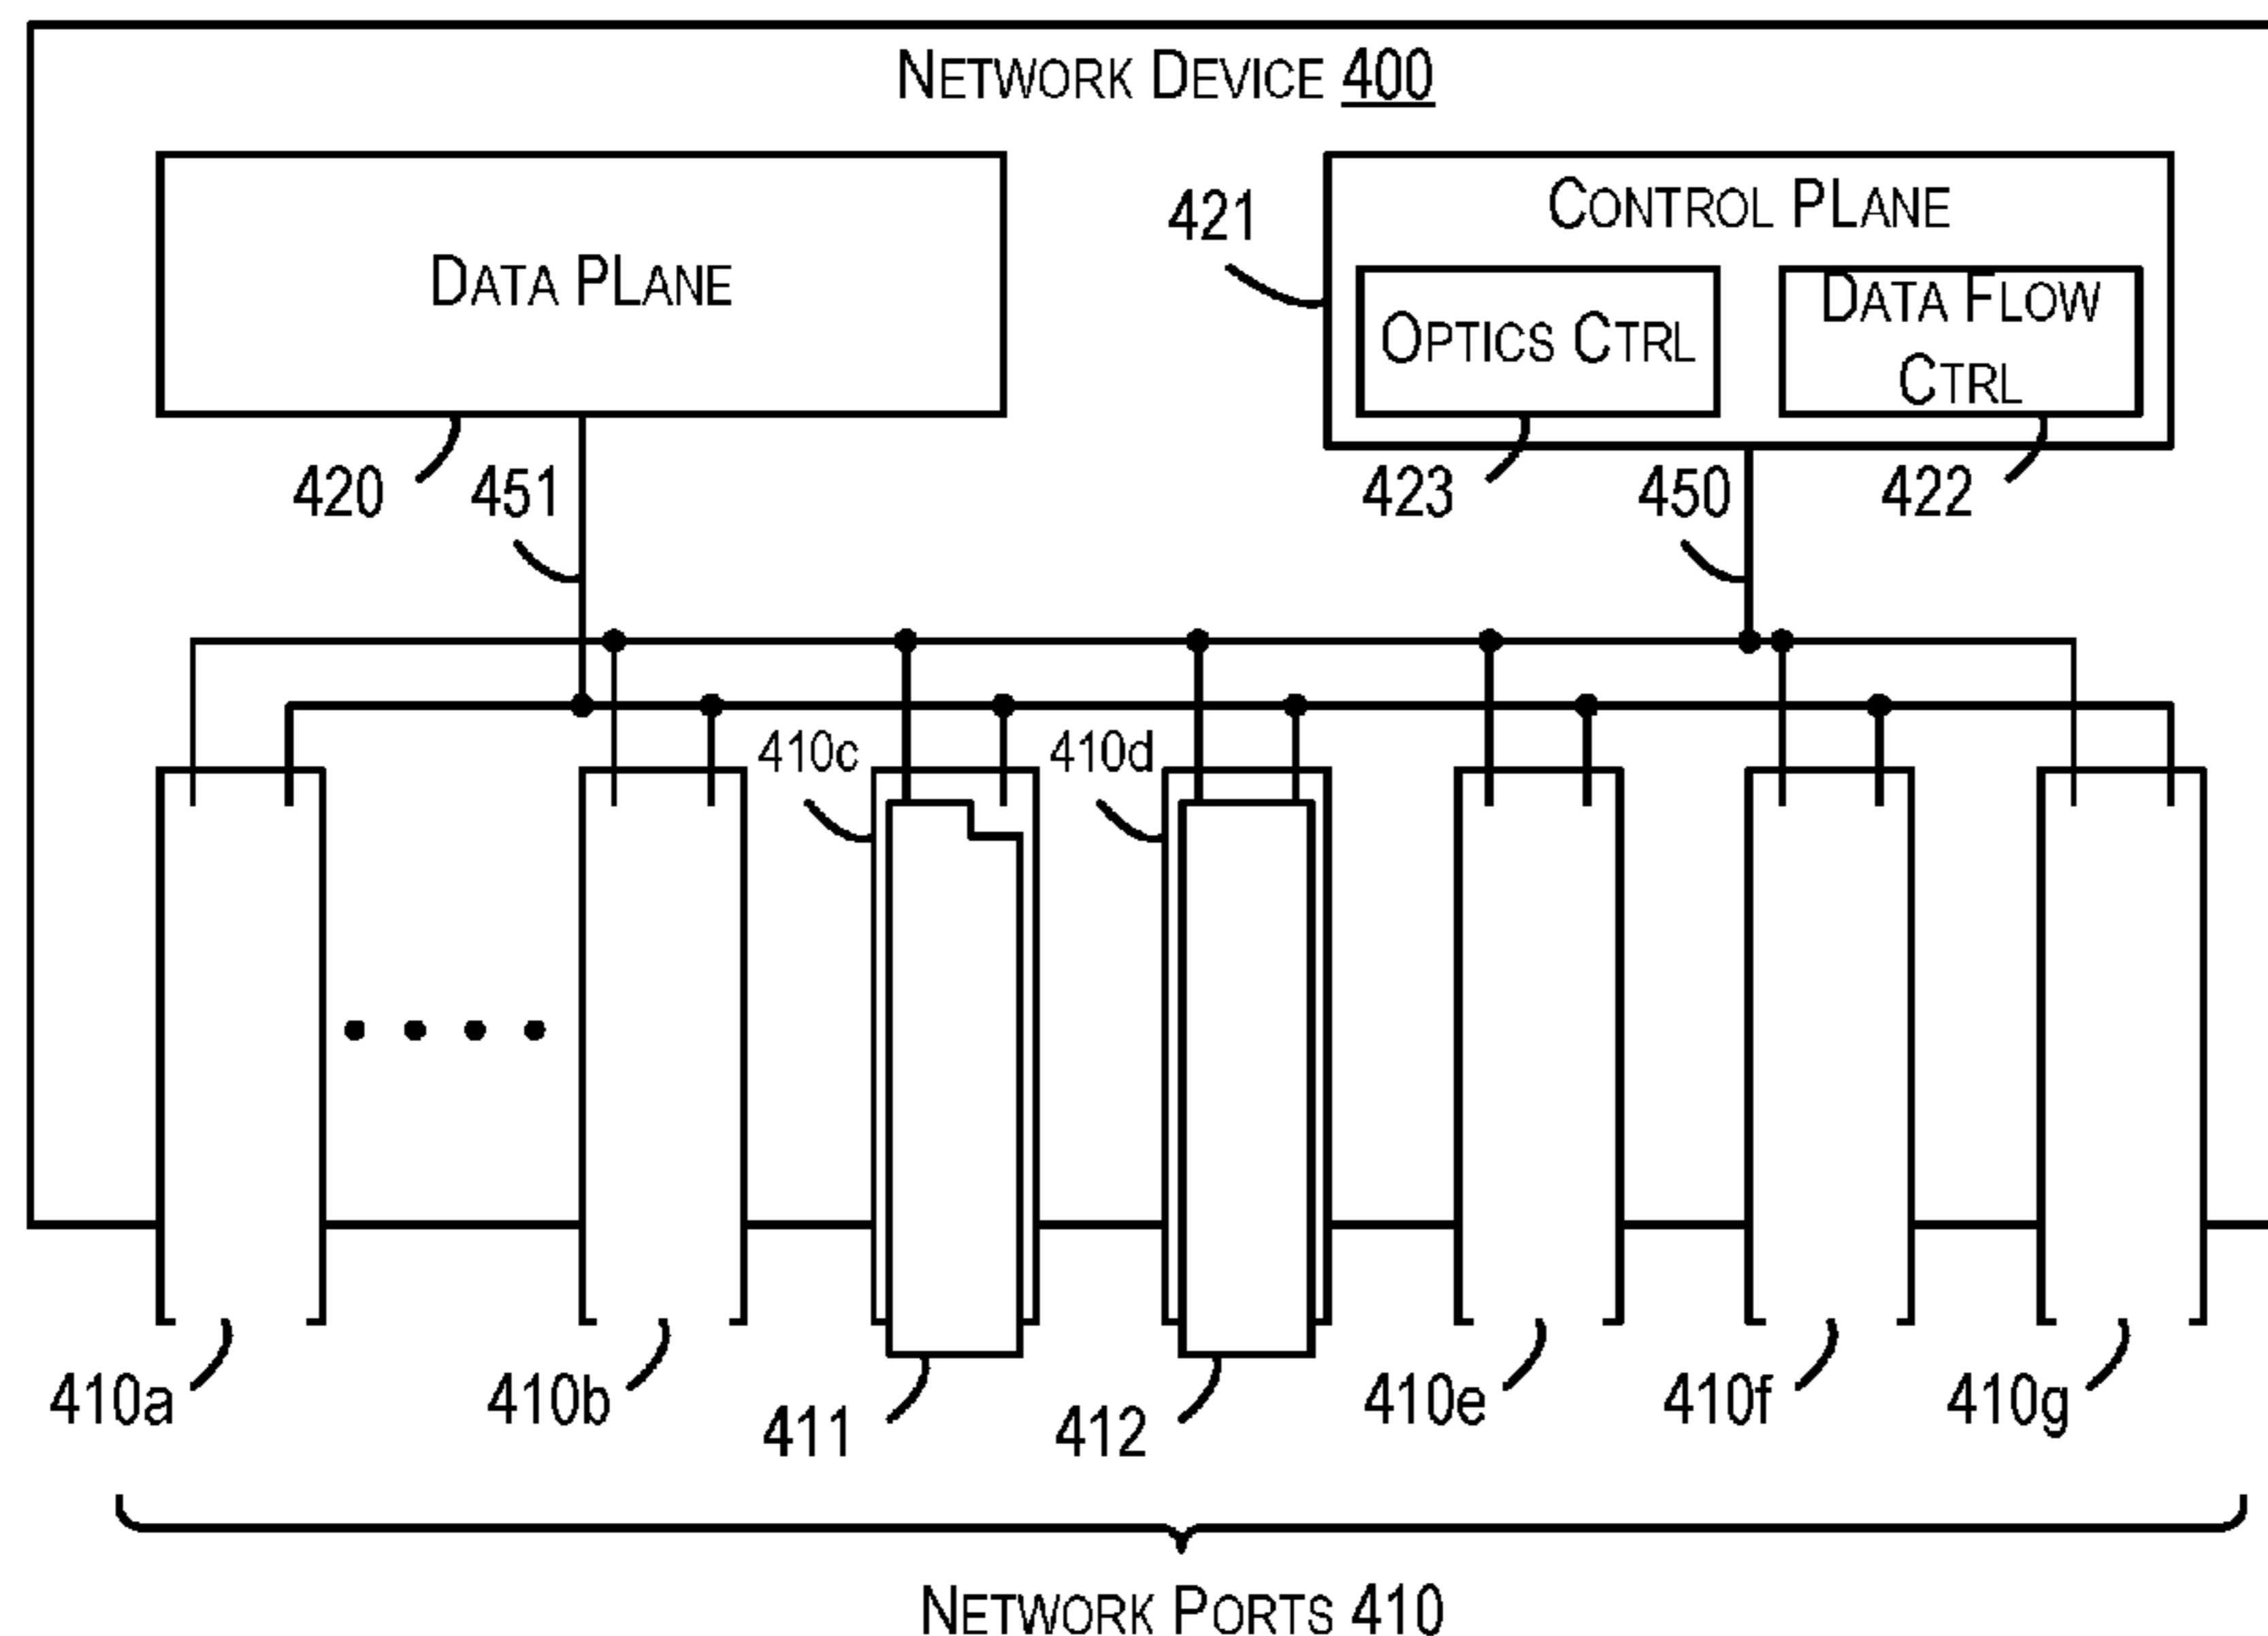 NETWORK DEVICE 400
DATA PLANE
421
CONTROL PLANE
OPTICS CTRL
DATA FLOW
CTRL
420
451
423
450
422
410c
410d
410a
410b
411
412
410e
410f
410g
NETWORK PORTS 410